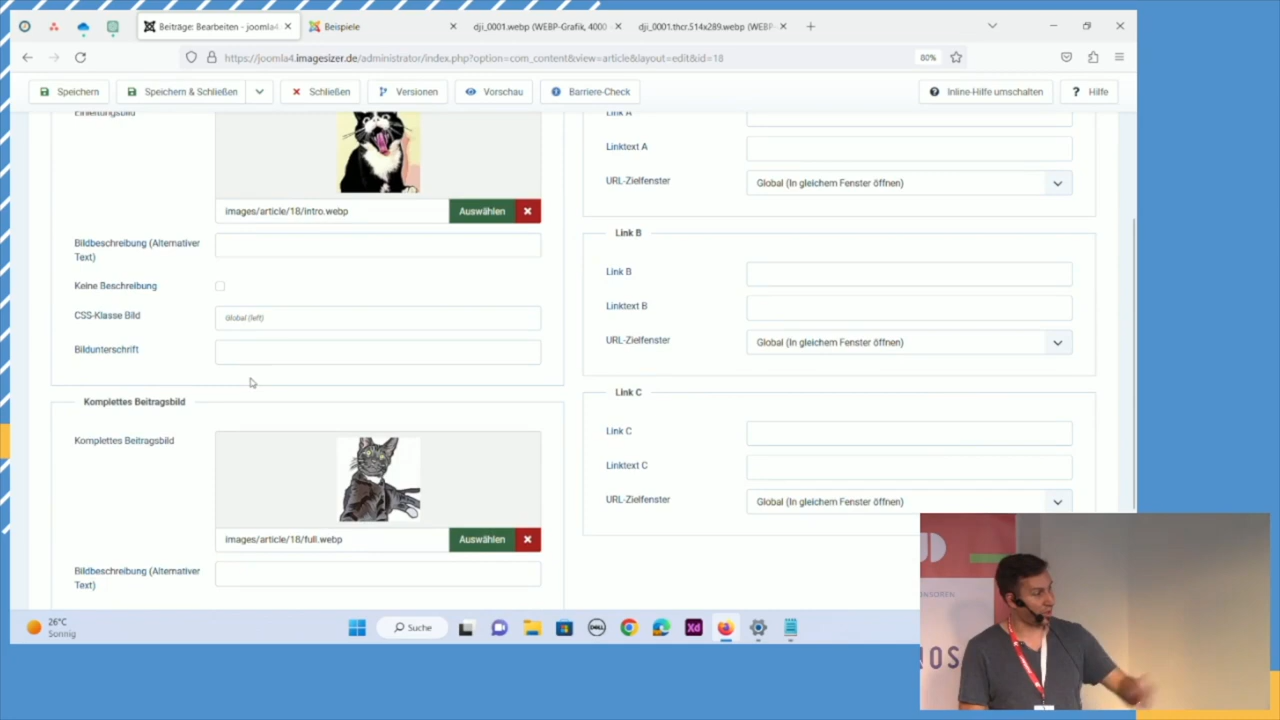 Beiträge: Bearbeiten - joomla4
Beispiele
dji_0001.webp (WEBP-Grafik, 4000
dji_0001.thcr.514x289.webp (WEBP-
https://joomla4.imagesizer.de/administrator/index.php?option=com_content&view=article&layout=edit&id=18
80%
Speichern
Speichern & Schließen
Schließen
Versionen
Vorschau
Barriere-Check
Inline-Hilfe umschalten
Hilfe
Einleitungsbild
images/article/18/intro.webp
Auswählen
Bildbeschreibung (Alternativer
Text)
Keine Beschreibung
CSS-Klasse Bild
Global (left)
Bildunterschrift
Komplettes Beitragsbild
Komplettes Beitragsbild
images/article/18/full.webp
Auswählen
Bildbeschreibung (Alternativer
Text)
Link A
Linktext A
URL-Zielfenster
Global (In gleichem Fenster öffnen)
Link B
Link B
Linktext B
URL-Zielfenster
Global (In gleichem Fenster öffnen)
Link C
Link C
Linktext C
URL-Zielfenster
Global (In gleichem Fenster öffnen)
26°C
Sonnig
Suche
DELL
Xd